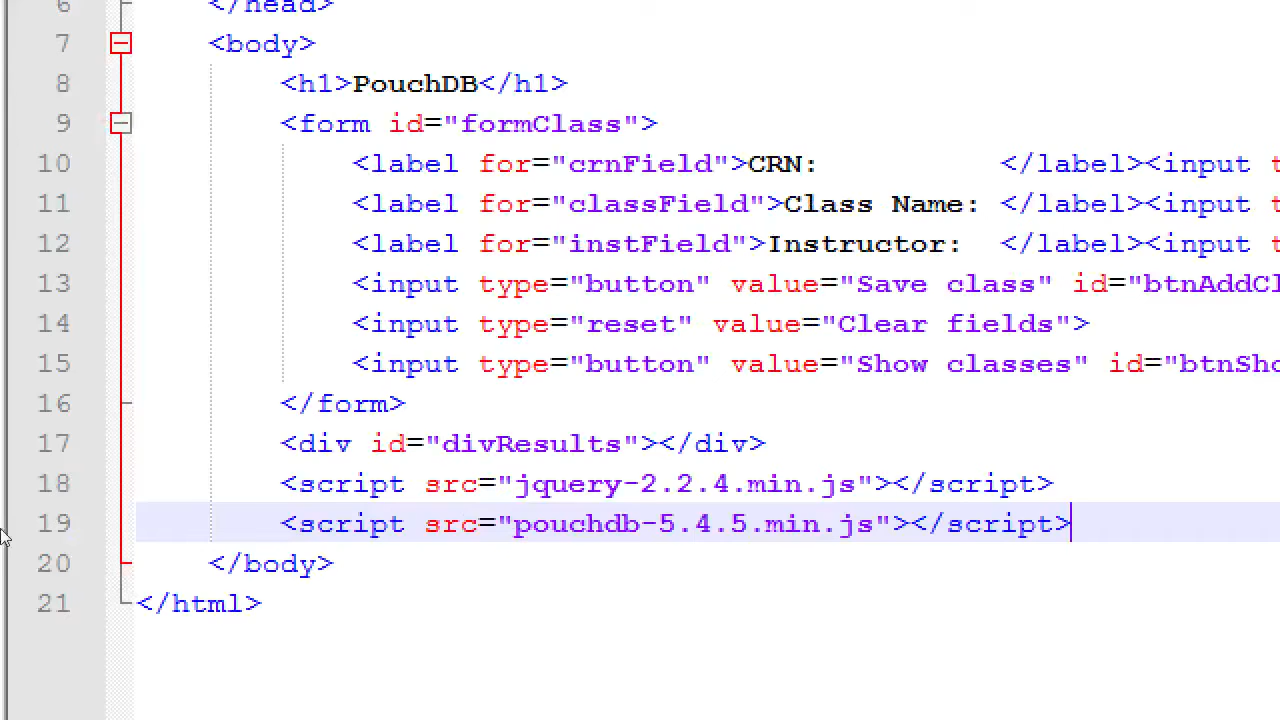 6 </head>
7 <body>
8 <h1>PouchDB</h1>
9 <form id="formClass">
10 <label for="crnField">CRN: </label><input t
11 <label for="classField">Class Name: </label><input t
12 <label for="instField">Instructor: </label><input t
13 <input type="button" value="Save class" id="btnAddCl
14 <input type="reset" value="Clear fields">
15 <input type="button" value="Show classes" id="btnSho
16 </form>
17 <div id="divResults"></div>
18 <script src="jquery-2.2.4.min.js"></script>
19 <script src="pouchdb-5.4.5.min.js"></script>
20 </body>
21 </html>